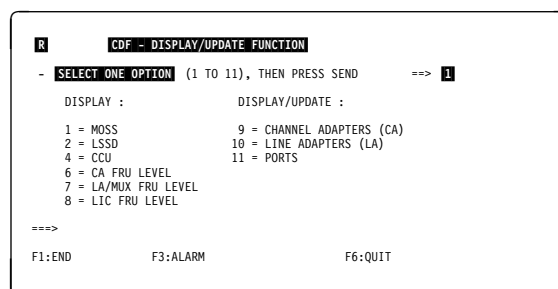 R CDF - DISPLAY/UPDATE FUNCTION
- SELECT ONE OPTION (1 TO 11), THEN PRESS SEND ==> 1
DISPLAY : DISPLAY/UPDATE :
1 = MOSS 9 = CHANNEL ADAPTERS (CA)
2 = LSSD 10 = LINE ADAPTERS (LA)
4 = CCU 11 = PORTS
6 = CA FRU LEVEL
7 = LA/MUX FRU LEVEL
8 = LIC FRU LEVEL
===>
F1:END F3:ALARM F6:QUIT